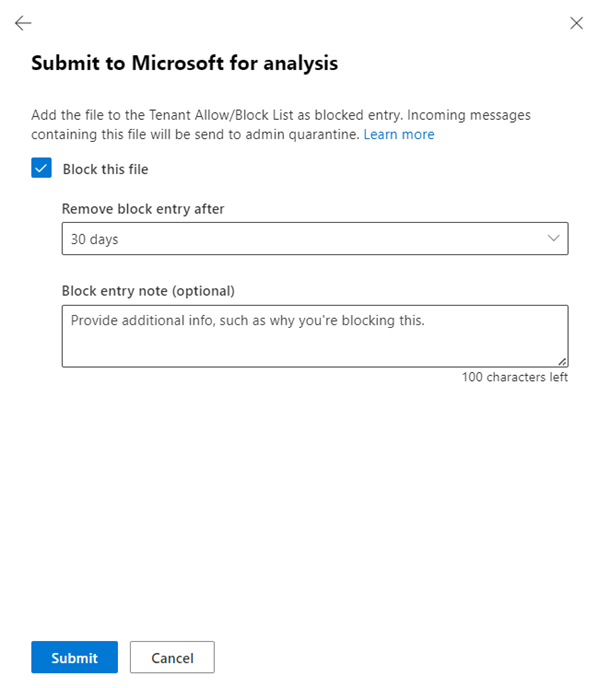 Submit to Microsoft for analysis
Add the file to the Tenant Allow/Block List as blocked entry. Incoming messages
containing this file will be send to admin quarantine. Learn more
Block this file
Remove block entry after
30 days
Block entry note (optional)
Provide additional info, such as why you're blocking this.
100 characters left
Submit Cancel